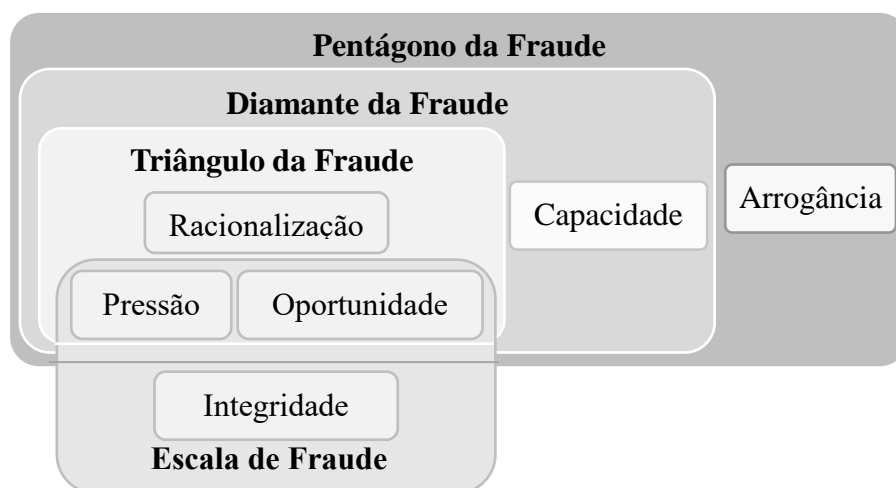 Pentágono da Fraude
Diamante da Fraude
Triângulo da Fraude
Racionalização
Capacidade
Arrogância
Pressão
Oportunidade
Integridade
Escala de Fraude